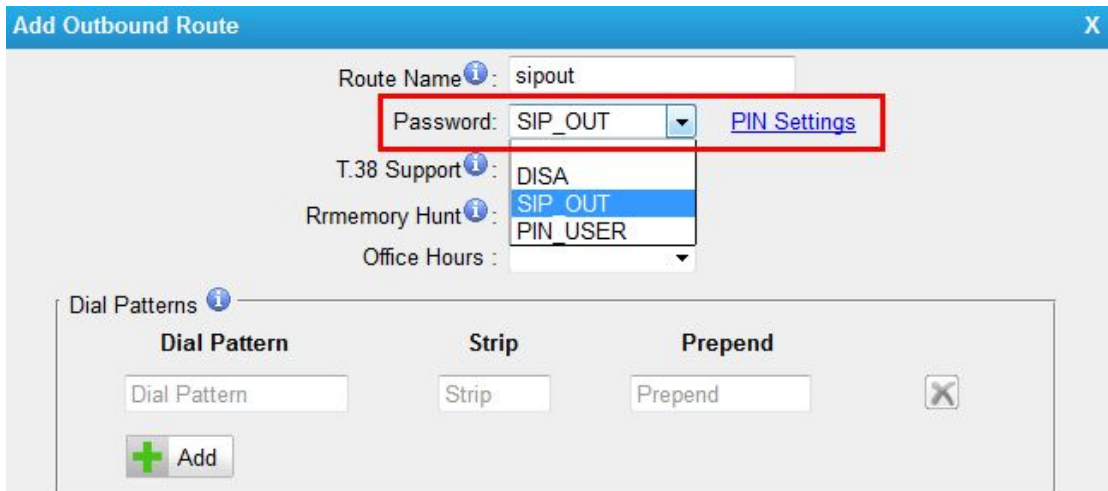 Add Outbound Route X
Route Name i : sipout
Password: SIP_OUT PIN Settings
T.38 Support i :
DISA
SIP_OUT
Rrmemory Hunt i :
PIN_USER
Office Hours :
Dial Patterns i
Dial Pattern Strip Prepend
Dial Pattern Strip Prepend
Add